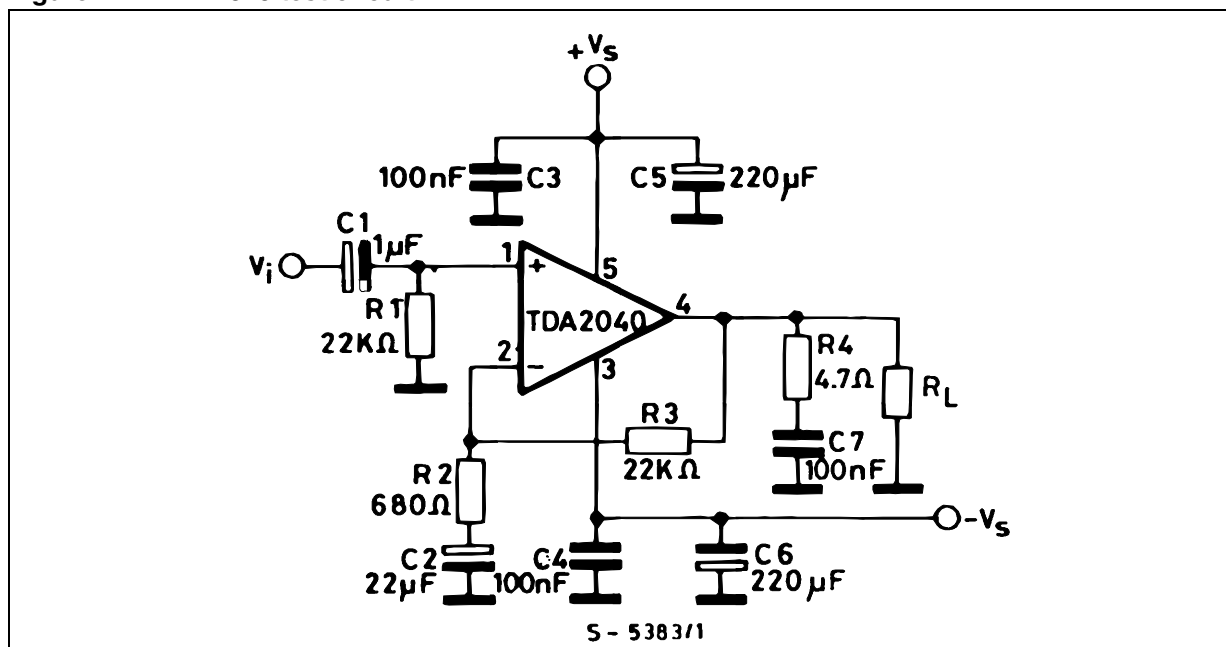 +Vs
100nF C3 C5 220µF
C1
1µF
Vi
R1
22KΩ
1
+
5
TDA2040
4
2
-
3
R4
4.7Ω
RL
R3
22KΩ
C7
100nF
R2
680Ω
-Vs
C2
22µF
C4
100nF
C6
220µF
S - 5383/1